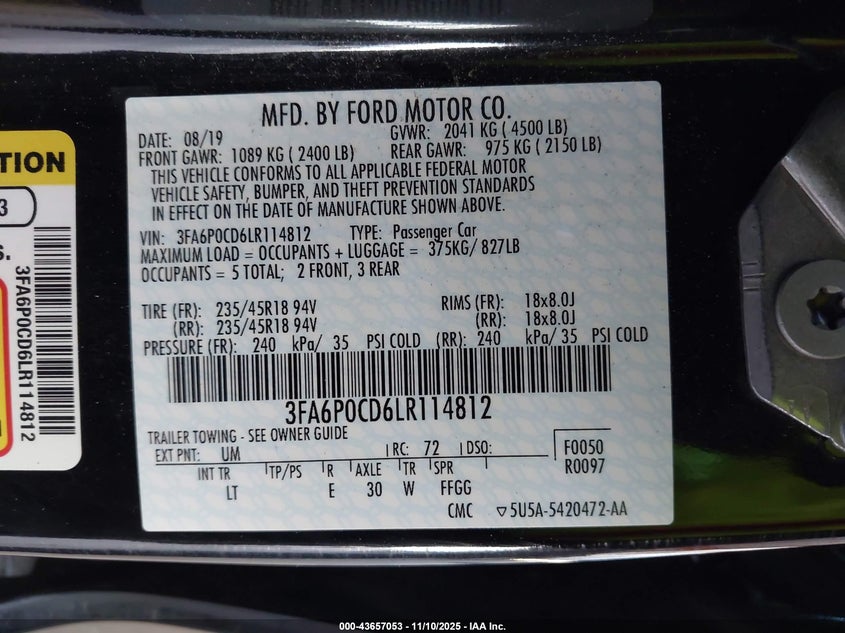 MFD. BY FORD MOTOR CO.
DATE: 08/19 GVWR: 2041 KG ( 4500 LB)
FRONT GAWR: 1089 KG ( 2400 LB) REAR GAWR: 975 KG ( 2150 LB)
THIS VEHICLE CONFORMS TO ALL APPLICABLE FEDERAL MOTOR
VEHICLE SAFETY, BUMPER, AND THEFT PREVENTION STANDARDS
IN EFFECT ON THE DATE OF MANUFACTURE SHOWN ABOVE.
VIN: 3FA6P0CD6LR114812 TYPE: Passenger Car
MAXIMUM LOAD = OCCUPANTS + LUGGAGE = 375KG/ 827LB
OCCUPANTS = 5 TOTAL; 2 FRONT, 3 REAR
TIRE (FR): 235/45R18 94V RIMS (FR): 18x8.0J
(RR): 235/45R18 94V (RR): 18x8.0J
PRESSURE (FR): 240 kPa/ 35 PSI COLD (RR): 240 kPa/ 35 PSI COLD
3FA6P0CD6LR114812
TRAILER TOWING - SEE OWNER GUIDE
EXT PNT: UM RC: 72 DSO: F0050
R0097
INT TR TP/PS R AXLE TR SPR
LT E 30 W FFGG
CMC ▽5U5A-5420472-AA
TION
3
S.
3FA6P0CD6LR114812
000-43657053 - 11/10/2025 - IAA Inc.